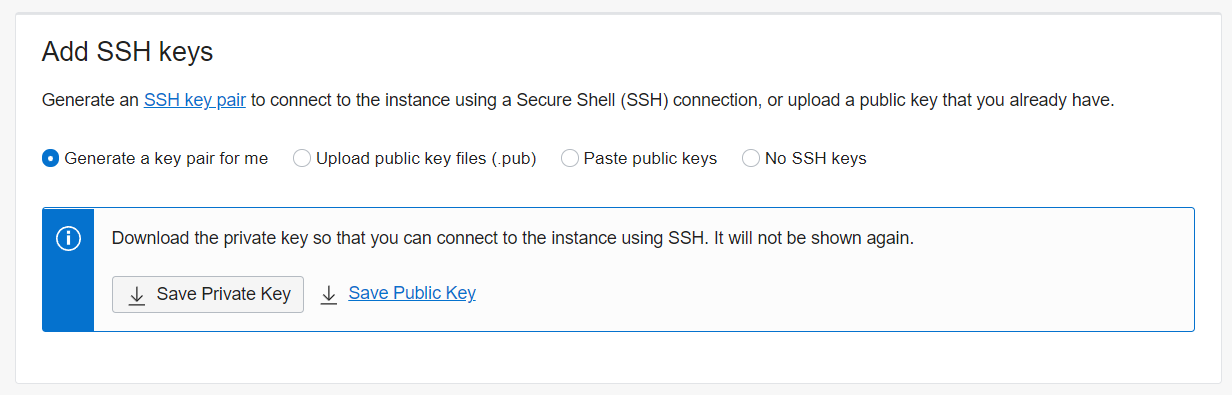 Add SSH keys
Generate an SSH key pair to connect to the instance using a Secure Shell (SSH) connection, or upload a public key that you already have.
Generate a key pair for me Upload public key files (.pub) Paste public keys No SSH keys
Download the private key so that you can connect to the instance using SSH. It will not be shown again.
Save Private Key Save Public Key